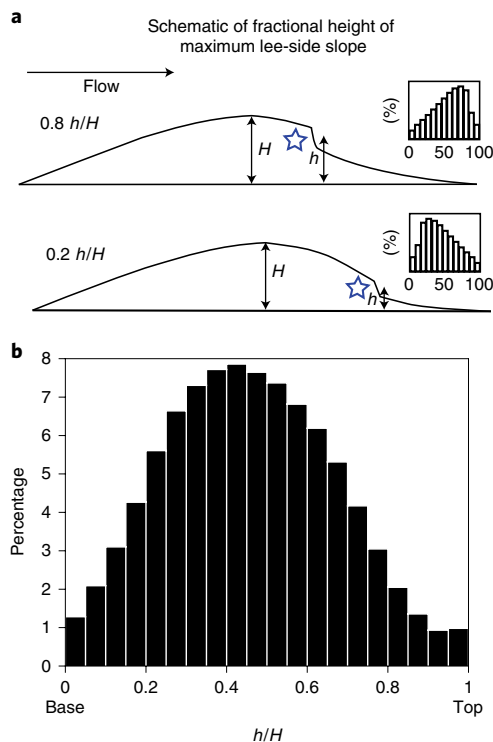 a
Schematic of fractional height of
maximum lee-side slope
Flow
0.8 h/H
H
h
(%)
0 50 100
0.2 h/H
H
h
(%)
0 50 100
b
8
7
6
5
4
3
2
1
0
Percentage
0 0.2 0.4 0.6 0.8 1
Base Top
h/H